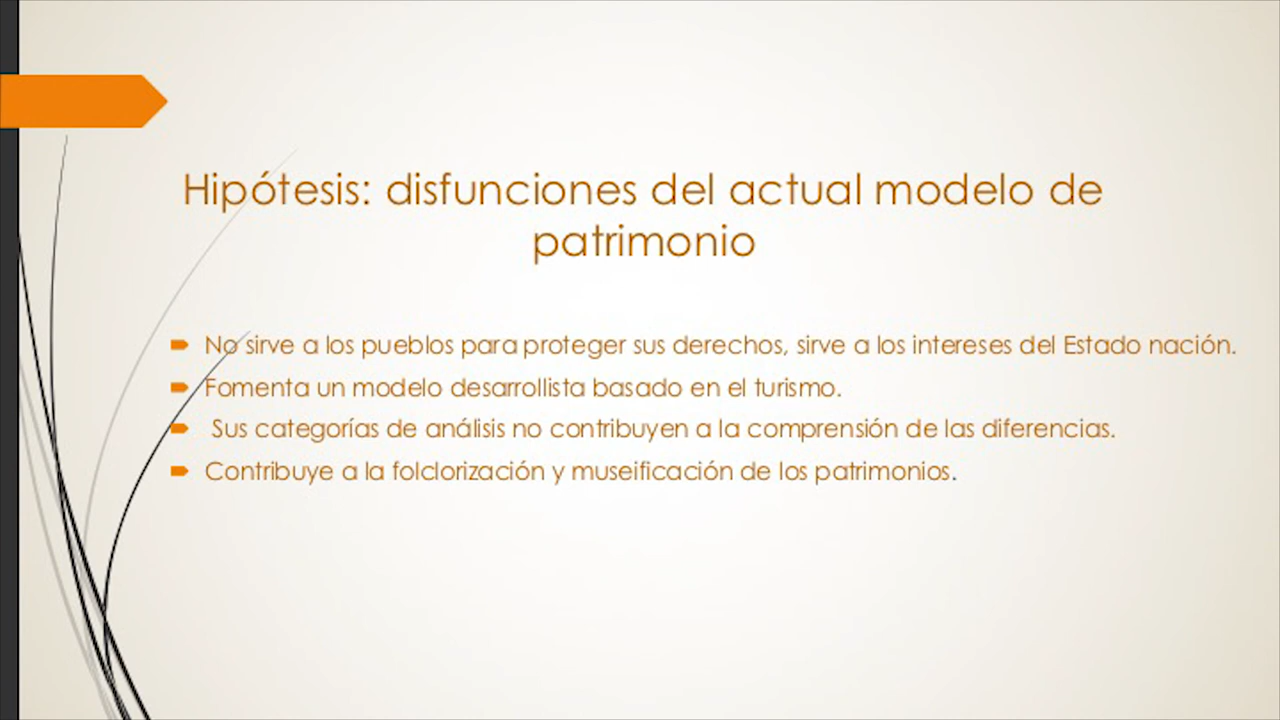 Hipótesis: disfunciones del actual modelo de
patrimonio
No sirve a los pueblos para proteger sus derechos, sirve a los intereses del Estado nación.
Fomenta un modelo desarrollista basado en el turismo.
Sus categorías de análisis no contribuyen a la comprensión de las diferencias.
Contribuye a la folclorización y museificación de los patrimonios.